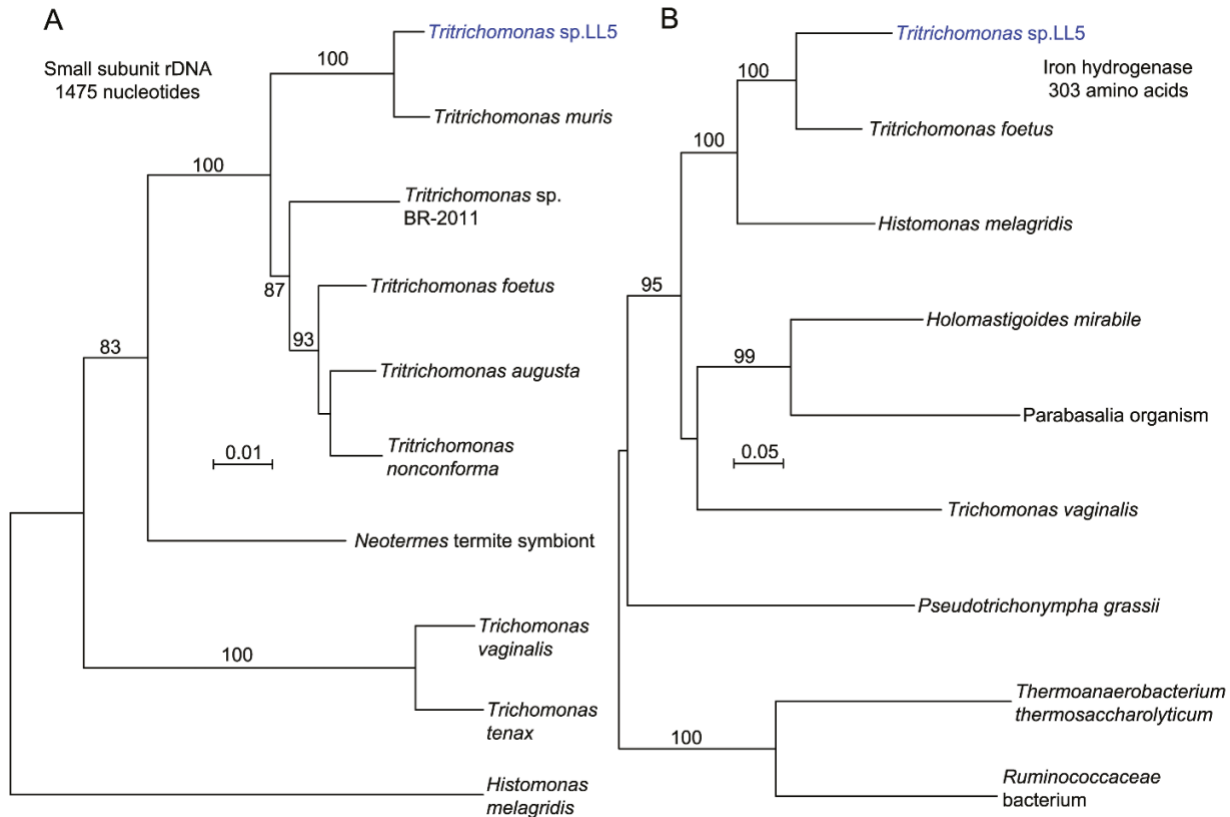 A
Small subunit rDNA
1475 nucleotides
Tritrichomonas sp.LL5
100
Tritrichomonas muris
100
Tritrichomonas sp.
BR-2011
87
Tritrichomonas foetus
93
83
Tritrichomonas augusta
0.01
Tritrichomonas
nonconforma
Neotermes termite symbiont
Trichomonas
vaginalis
100
Trichomonas
tenax
Histomonas
melagridis
B
Tritrichomonas sp.LL5
Iron hydrogenase
303 amino acids
100
Tritrichomonas foetus
100
Histomonas melagridis
95
Holomastigoides mirabile
99
Parabasalia organism
0.05
Trichomonas vaginalis
Pseudotrichonympha grassii
Thermoanaerobacterium
thermosaccharolyticum
100
Ruminococcaceae
bacterium